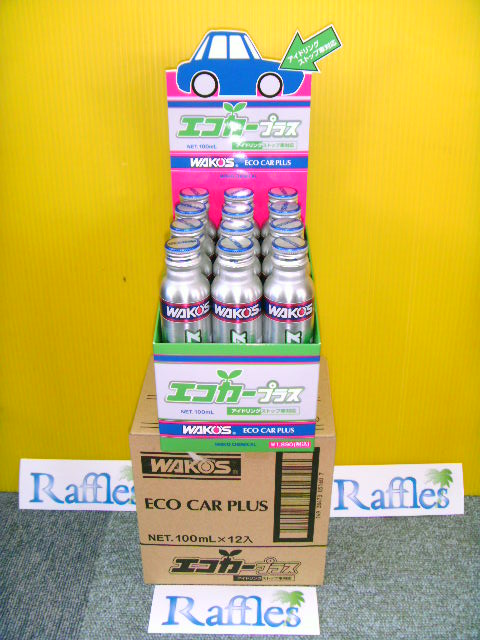 アイドリング
ストップ車対応
エコカープラス
NET.100mL アイドリングストップ車対応
WAKO'S ECO CAR PLUS
WAKO'S
WAKO'S
WAKO'S
エコカープラス
NET.100mL アイドリングストップ車対応
WAKO'S ECO CAR PLUS
WAKO CHEMICAL
WAKO'S
ECO CAR PLUS
NET. 100mL×12入
エコカープラス
アイドリングストップ車対応
Raffles
Raffles
Raffles